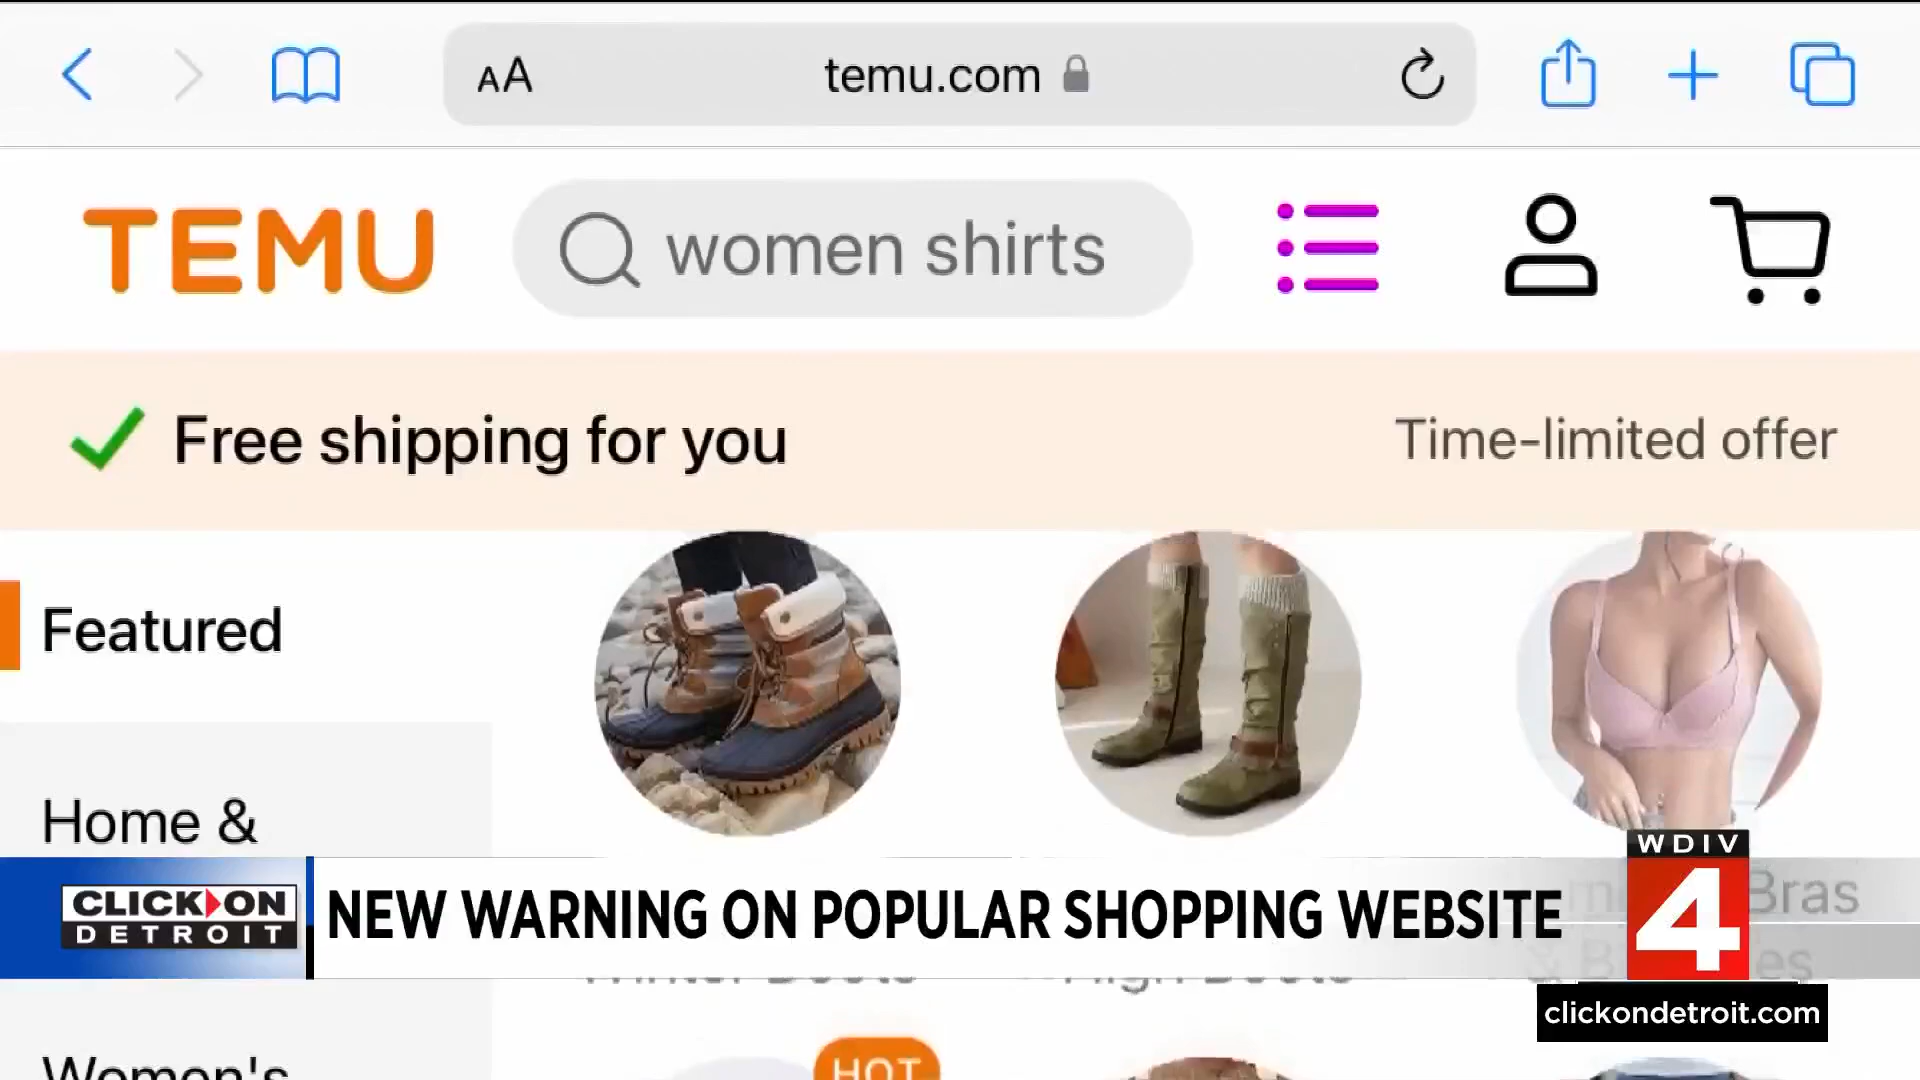 AA temu.com
TEMU women shirts
Free shipping for you Time-limited offer
Featured
Home &
Women's
HOT
Bras
CLICK ON
DETROIT
NEW WARNING ON POPULAR SHOPPING WEBSITE
WDIV
4
clickondetroit.com